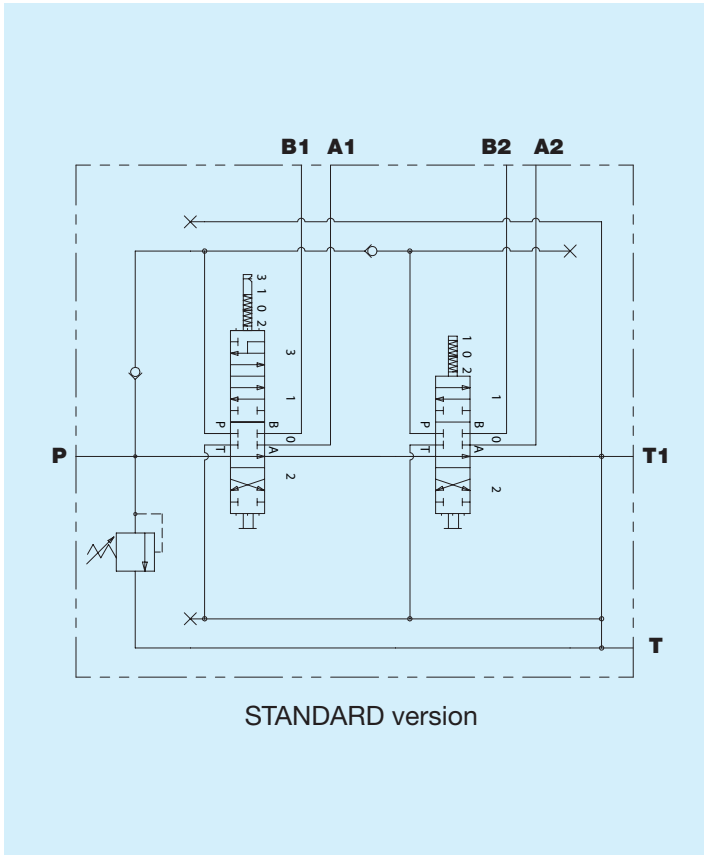 B1 A1 B2 A2
3 1 0 2
1 0 2
3
1
1
P B
0
T A
P B
0
T A
2
2
P
T1
T
STANDARD version